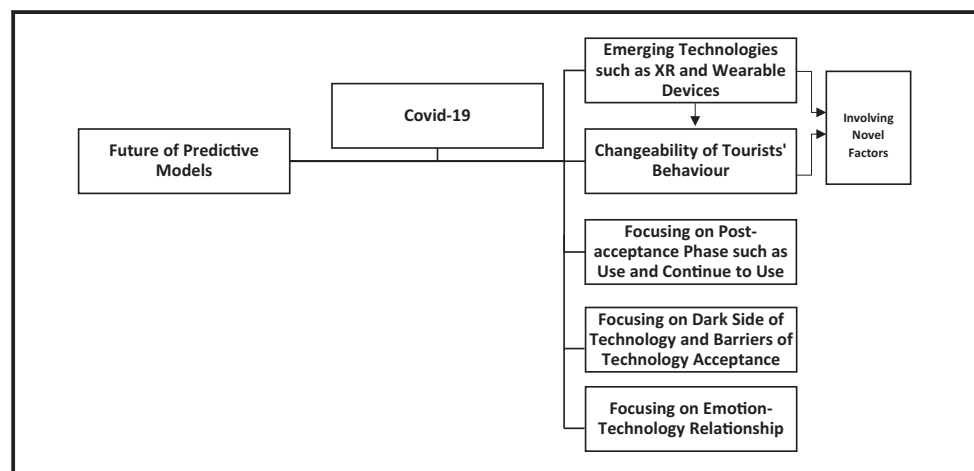 Future of Predictive
Models
Covid-19
Emerging Technologies
such as XR and Wearable
Devices
Changeability of Tourists'
Behaviour
Involving
Novel
Factors
Focusing on Post-
acceptance Phase such as
Use and Continue to Use
Focusing on Dark Side of
Technology and Barriers of
Technology Acceptance
Focusing on Emotion-
Technology Relationship